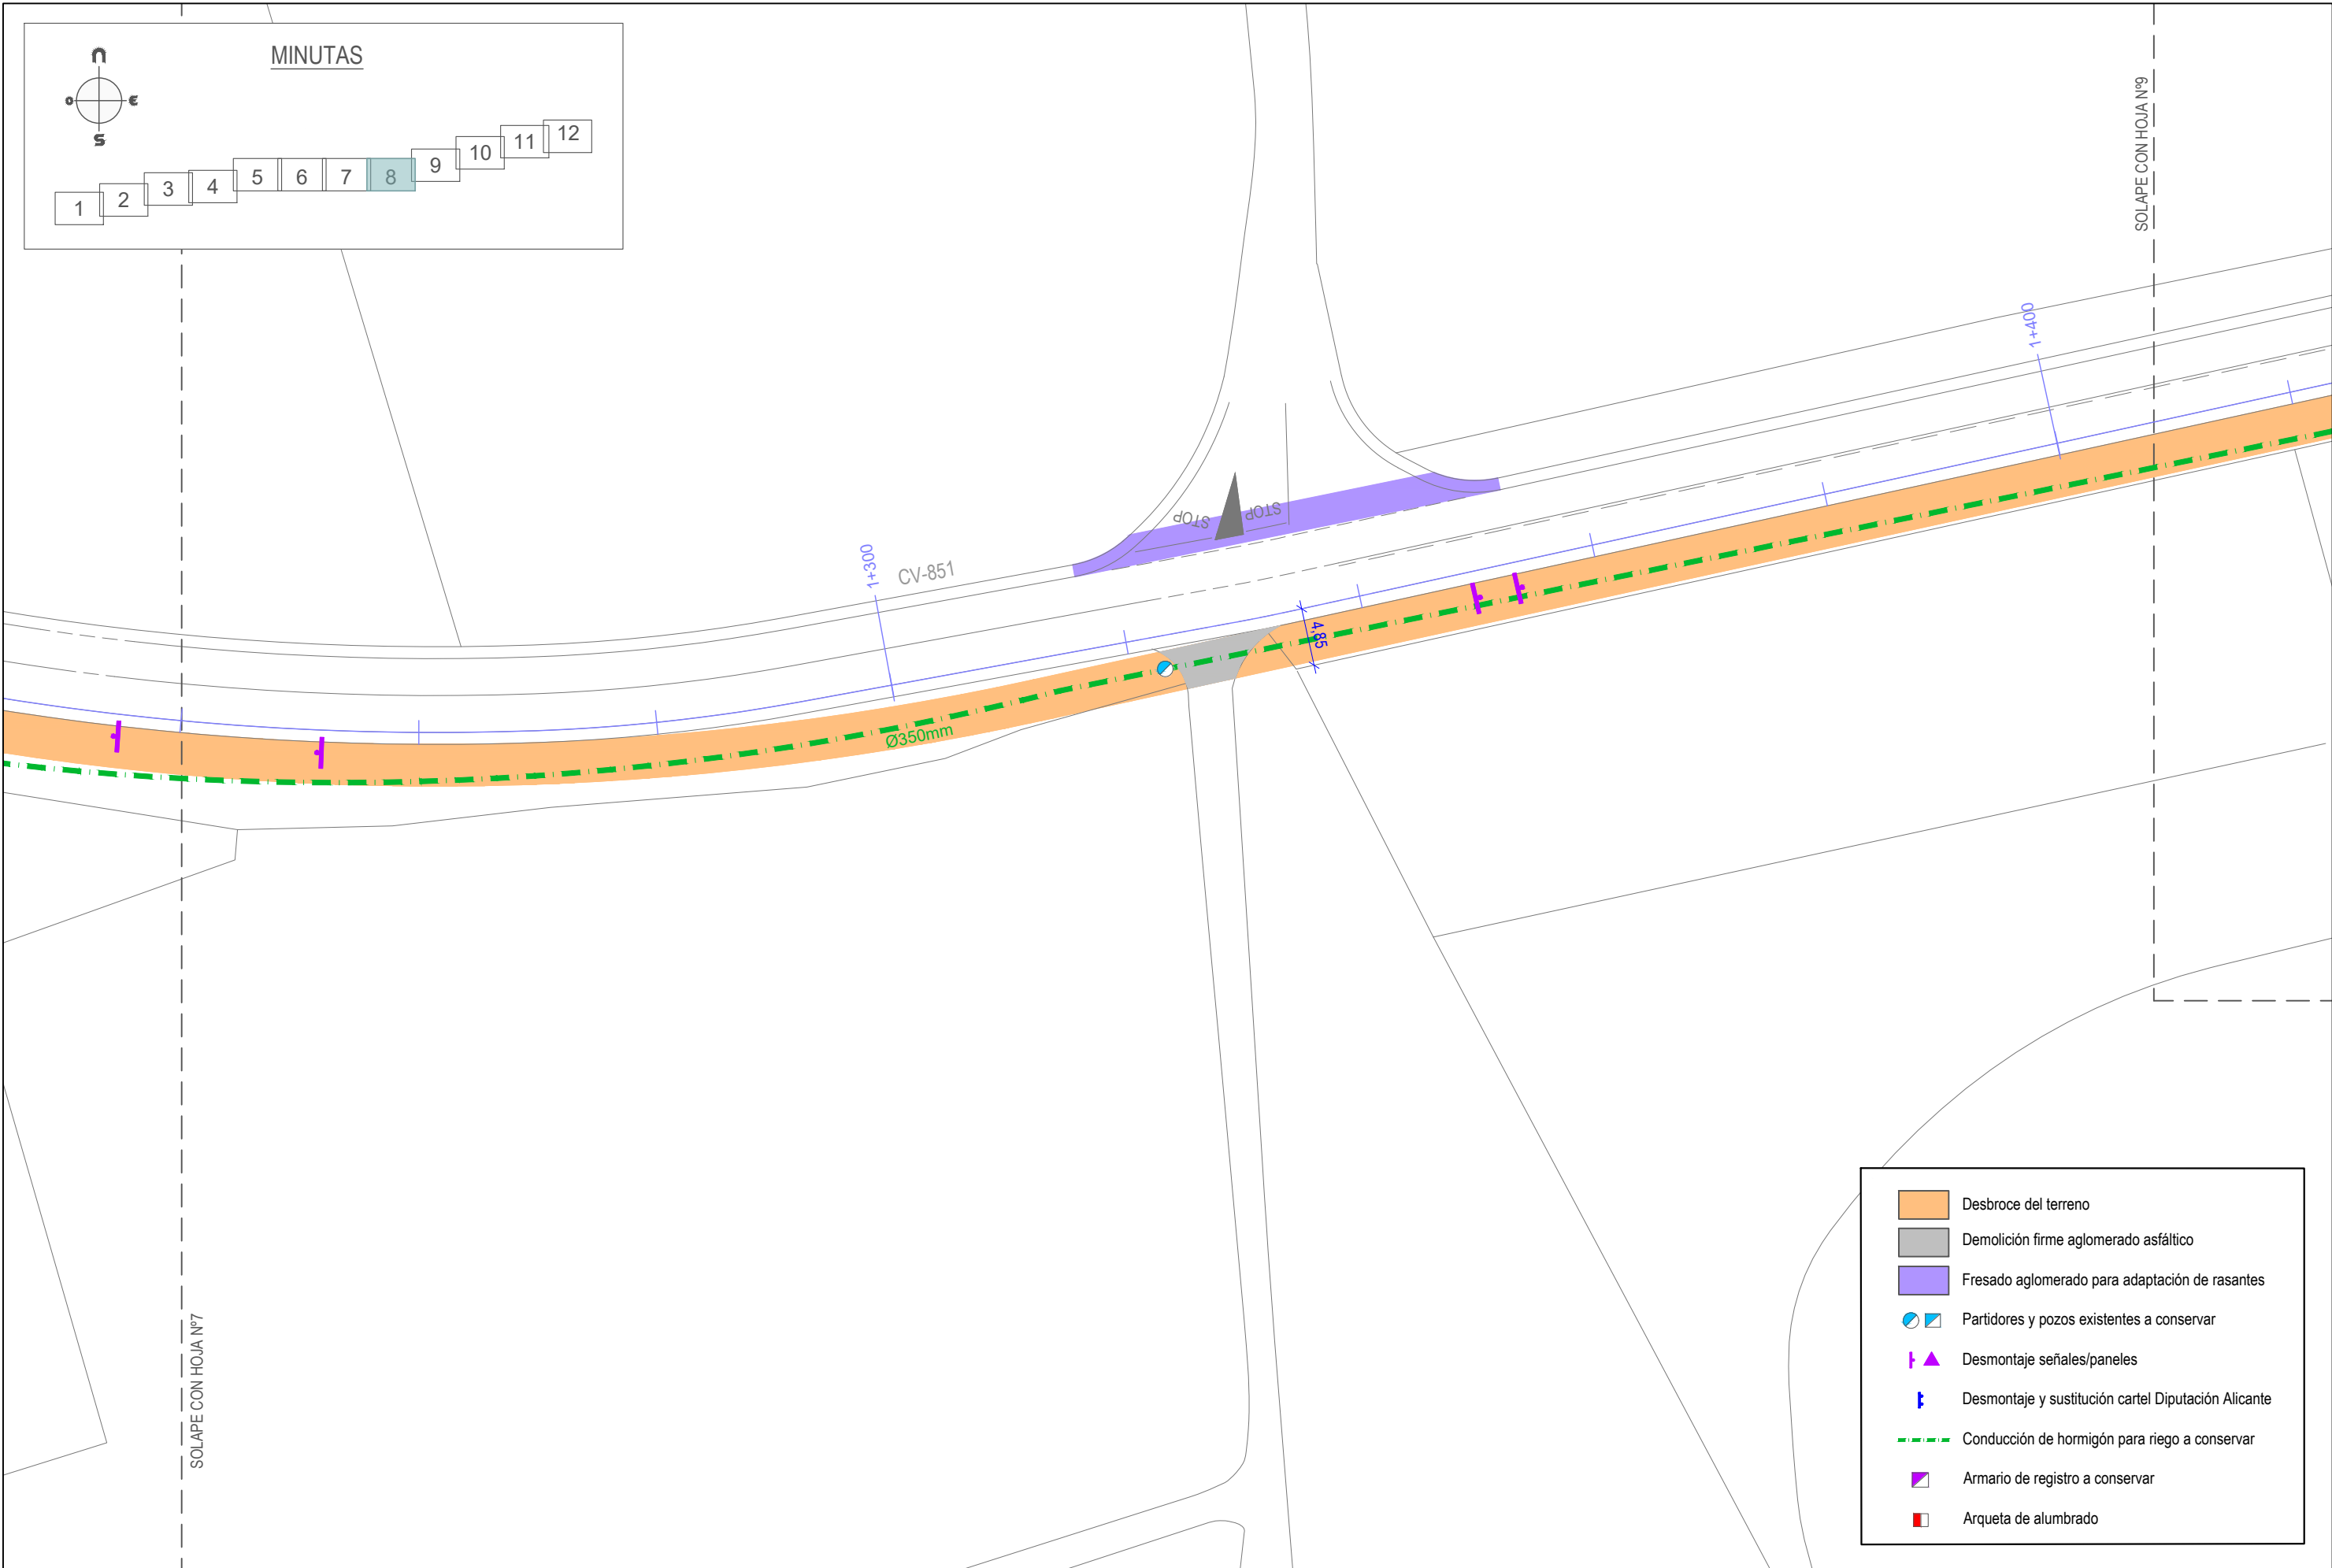 MINUTAS
N
O E
S
1 2 3 4 5 6 7 8 9 10 11 12
SOLAPE CON HOJA Nº9
1+400
STOP STOP
1+300
CV-851
4,85
Ø350mm
SOLAPE CON HOJA Nº7
Desbroce del terreno
Demolición firme aglomerado asfáltico
Fresado aglomerado para adaptación de rasantes
Partidores y pozos existentes a conservar
Desmontaje señales/paneles
Desmontaje y sustitución cartel Diputación Alicante
Conducción de hormigón para riego a conservar
Armario de registro a conservar
Arqueta de alumbrado